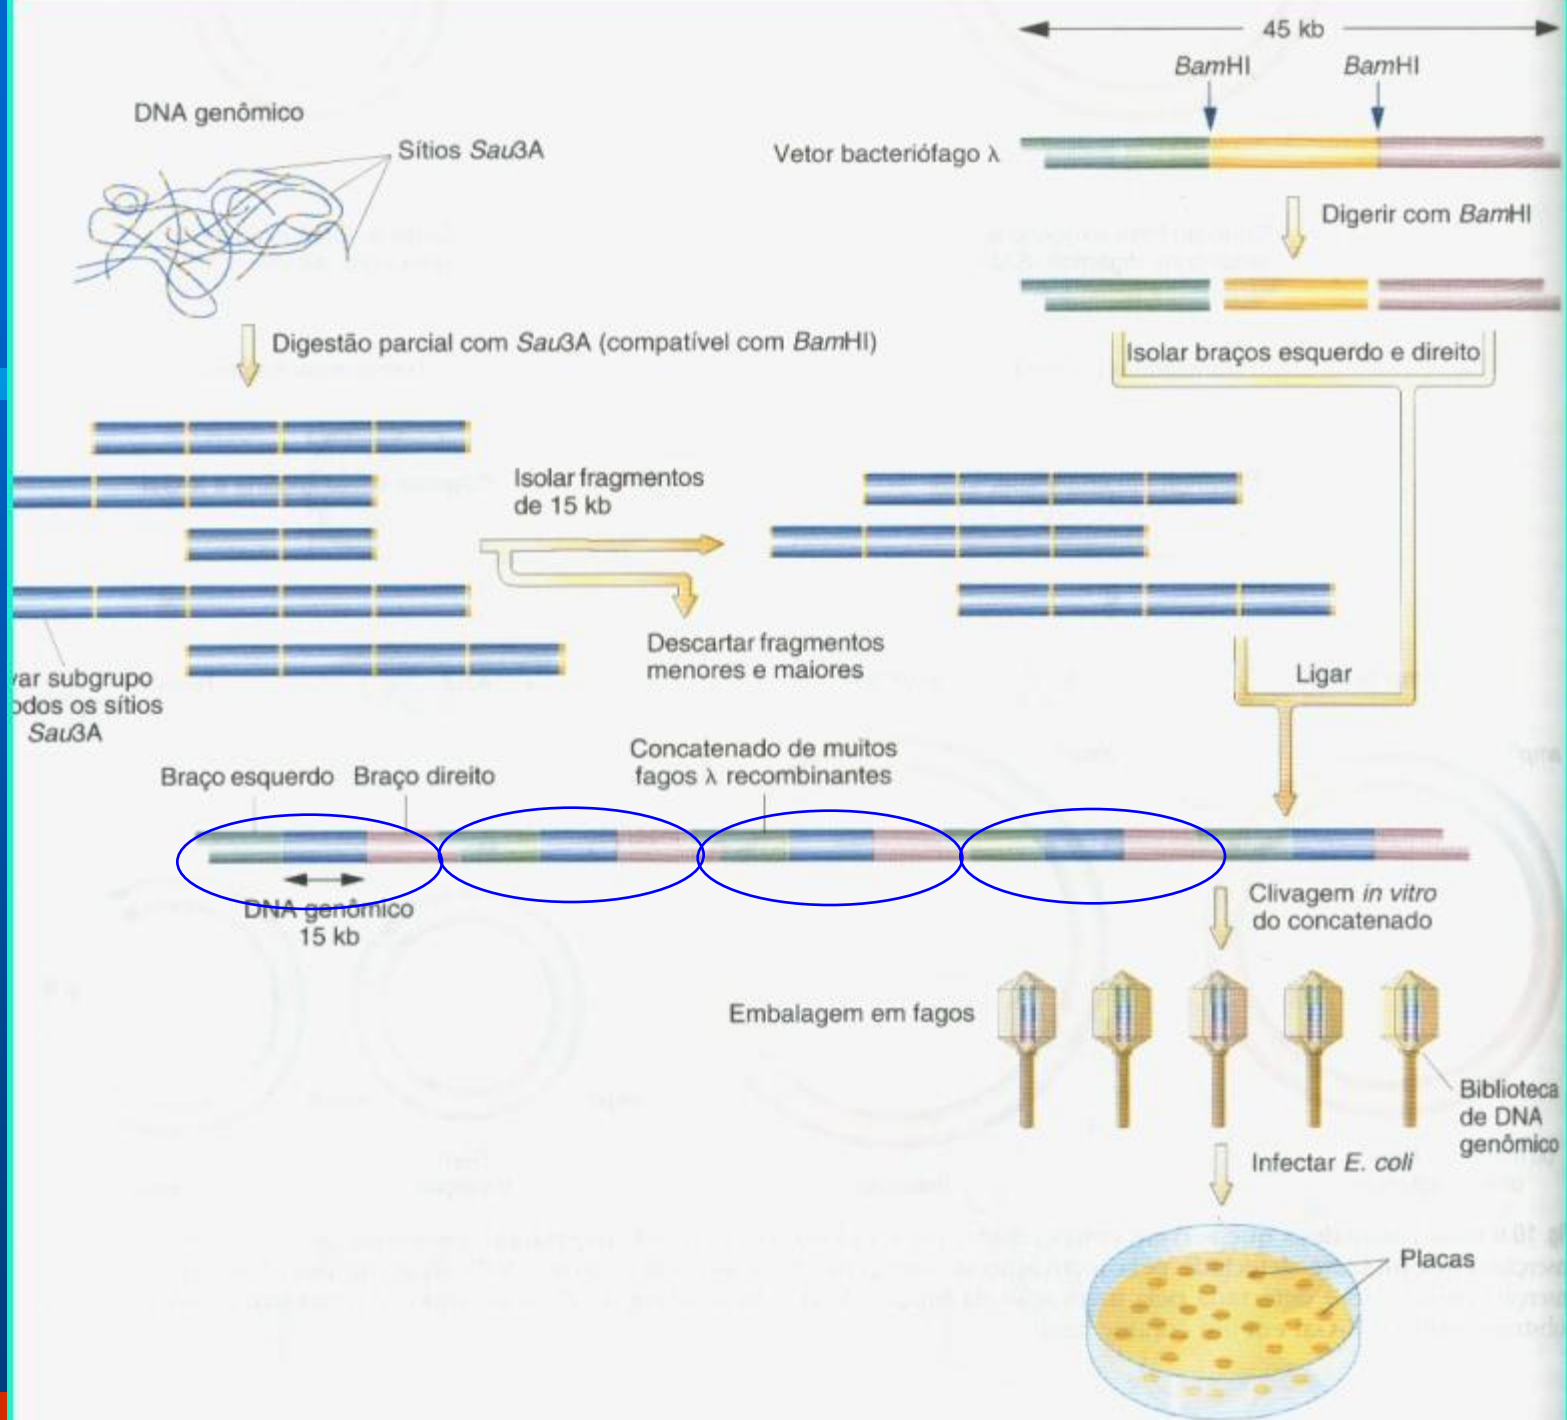 45 kb
BamHI
BamHI
DNA genômico
Sítios Sau3A
Vetor bacteriófago λ
Digerir com BamHI
Digestão parcial com Sau3A (compatível com BamHI)
Isolar braços esquerdo e direito
Isolar fragmentos
de 15 kb
Descartar fragmentos
menores e maiores
Ligar
var subgrupo
odos os sítios
Sau3A
Braço esquerdo
Braço direito
Concatenado de muitos
fagos λ recombinantes
DNA genômico
15 kb
Clivagem in vitro
do concatenado
Embalagem em fagos
Biblioteca
de DNA
genômico
Infectar E. coli
Placas